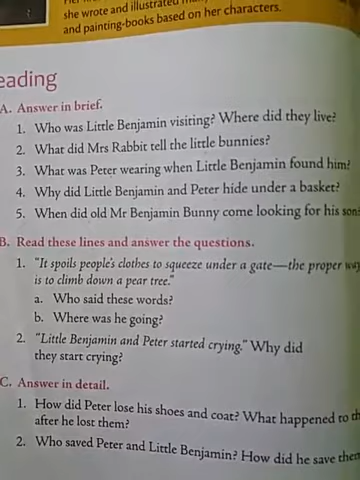 she wrote and illustrated
and painting-books based on her characters.
eading
A. Answer in brief.
1. Who was Little Benjamin visiting? Where did they live?
2. What did Mrs Rabbit tell the little bunnies?
3. What was Peter wearing when Little Benjamin found him?
4. Why did Little Benjamin and Peter hide under a basket?
5. When did old Mr Benjamin Bunny come looking for his son?
B. Read these lines and answer the questions.
1. "It spoils people's clothes to squeeze under a gate—the proper way
is to climb down a pear tree."
a. Who said these words?
b. Where was he going?
2. "Little Benjamin and Peter started crying." Why did
they start crying?
C. Answer in detail.
1. How did Peter lose his shoes and coat? What happened to th
after he lost them?
2. Who saved Peter and Little Benjamin? How did he save them